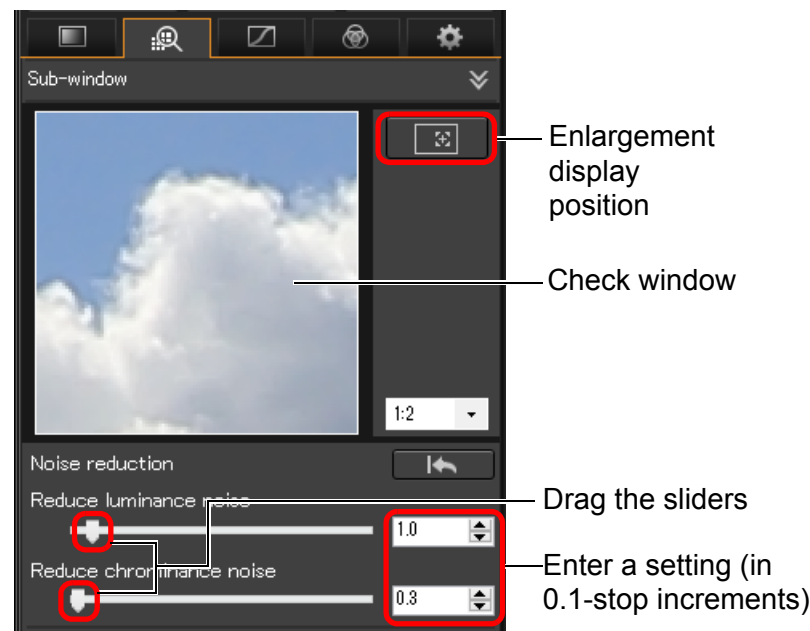 Sub-window
Enlargement
display
position
Check window
1:2
Noise reduction
Reduce luminance noise
Drag the sliders
1.0
Enter a setting (in
0.1-stop increments)
Reduce chrominance noise
0.3